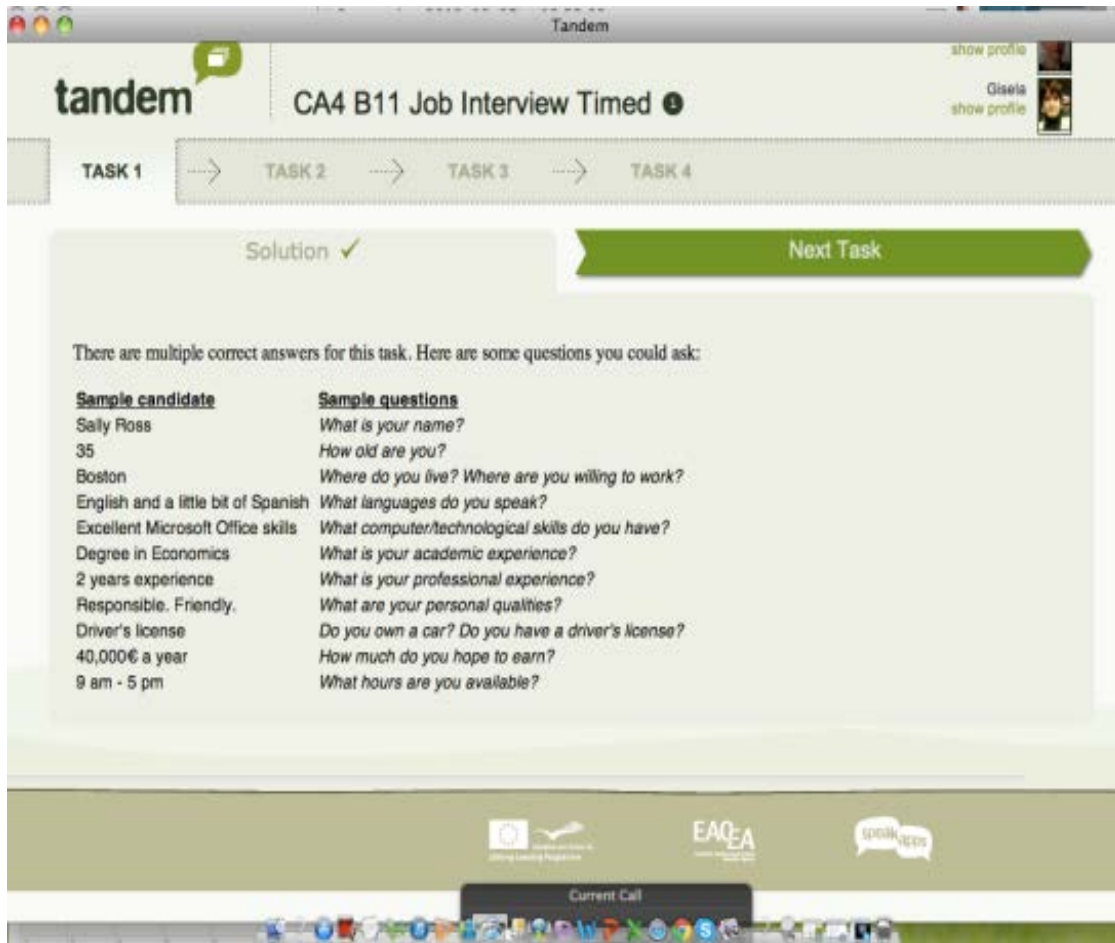 Tandem
show profile
tandem
CA4 B11 Job Interview Timed 1
Gisela
show profile
TASK 1 TASK 2 TASK 3 TASK 4
Solution ✓
Next Task
There are multiple correct answers for this task. Here are some questions you could ask:
Sample candidate Sample questions
Sally Ross What is your name?
35 How old are you?
Boston Where do you live? Where are you willing to work?
English and a little bit of Spanish What languages do you speak?
Excellent Microsoft Office skills What computer/technological skills do you have?
Degree in Economics What is your academic experience?
2 years experience What is your professional experience?
Responsible. Friendly. What are your personal qualities?
Driver's license Do you own a car? Do you have a driver's license?
40,000€ a year How much do you hope to earn?
9 am - 5 pm What hours are you available?
EACEA
speakapps
Current Call